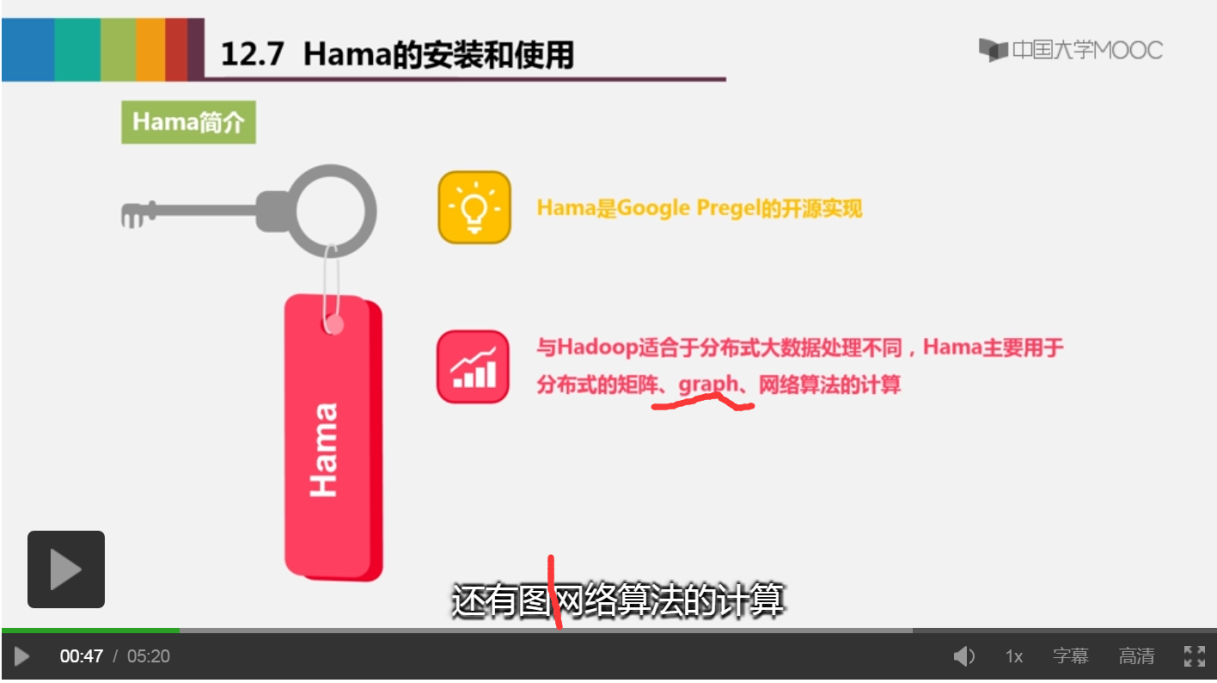 12.7 Hama的安装和使用
中国大学MOOC
Hama简介
Hama是Google Pregel的开源实现
与Hadoop适合于分布式大数据处理不同，Hama主要用于
分布式的矩阵、graph、网络算法的计算
Hama
还有图网络算法的计算
00:47 / 05:20
1x
字幕
高清